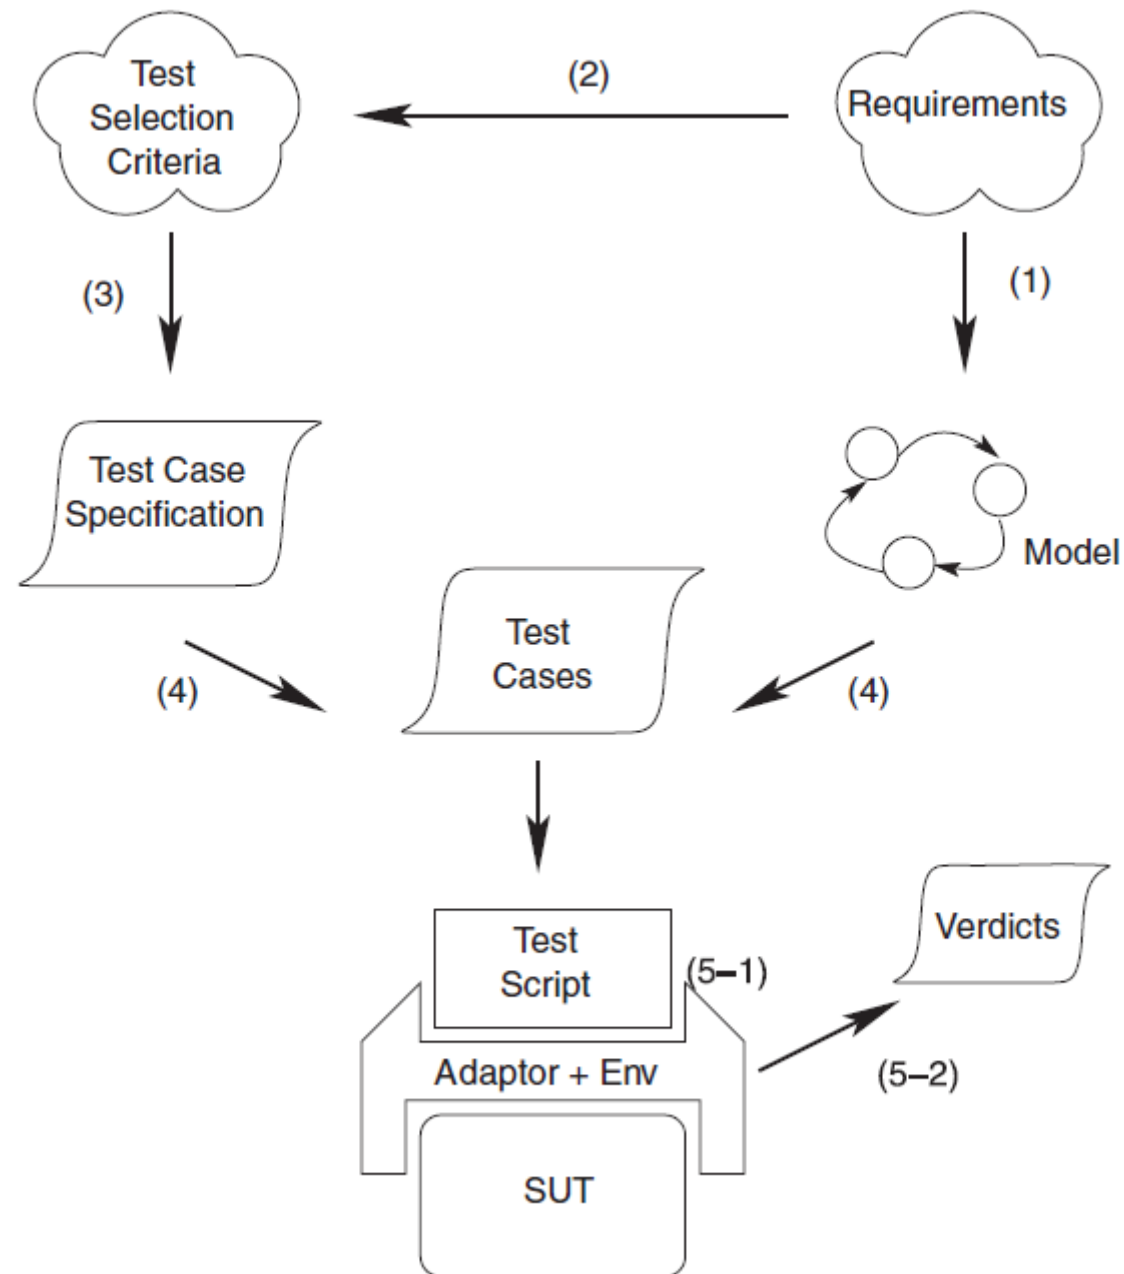 Test
Selection
Criteria
(2)
Requirements
(3)
(1)
Test Case
Specification
Model
Test
Cases
(4)
(4)
Test
Script
(5–1)
Verdicts
Adaptor + Env
(5–2)
SUT